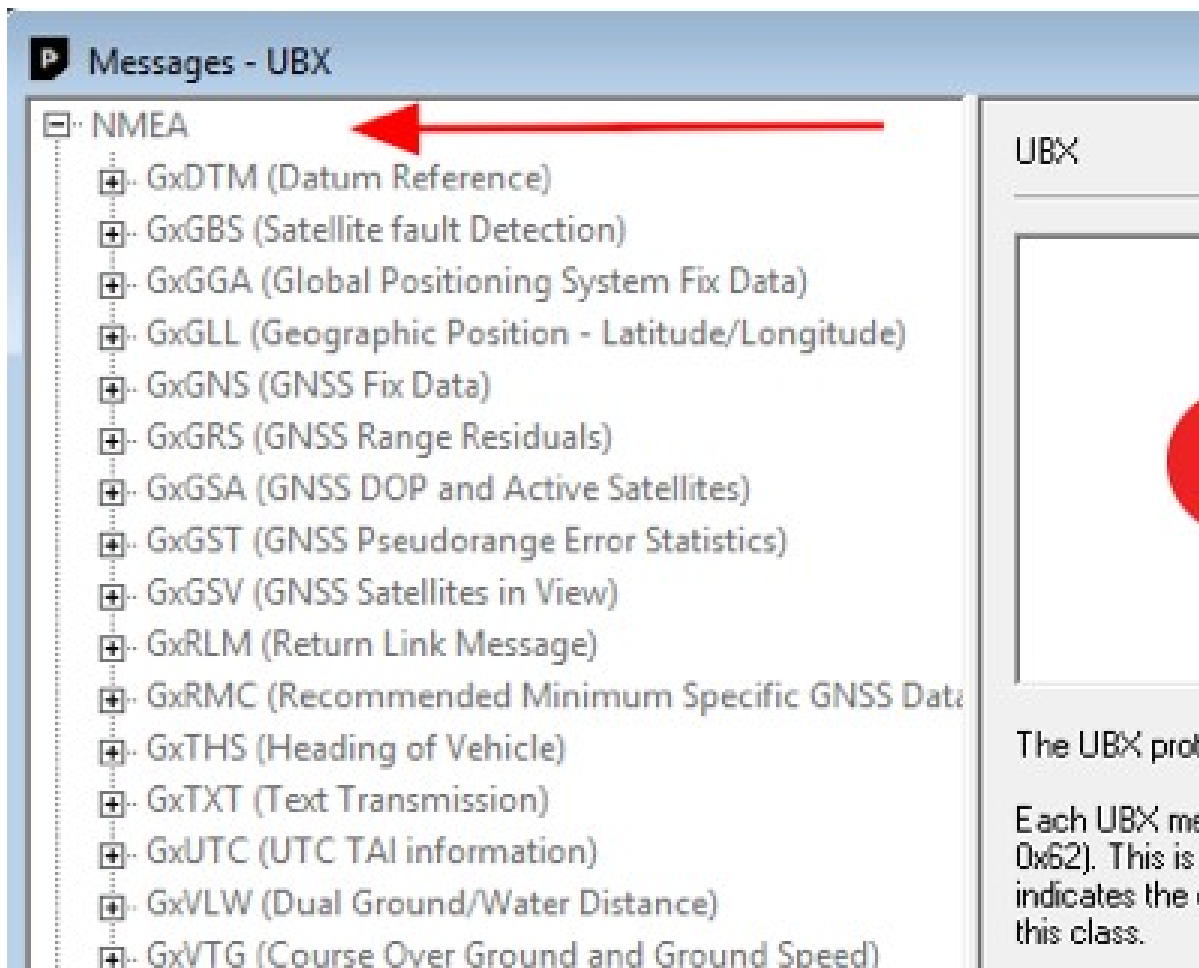 Messages - UBX
NMEA
GxDTM (Datum Reference)
GxGBS (Satellite fault Detection)
GxGGA (Global Positioning System Fix Data)
GxGLL (Geographic Position - Latitude/Longitude)
GxGNS (GNSS Fix Data)
GxGRS (GNSS Range Residuals)
GxGSA (GNSS DOP and Active Satellites)
GxGST (GNSS Pseudorange Error Statistics)
GxGSV (GNSS Satellites in View)
GxRLM (Return Link Message)
GxRMC (Recommended Minimum Specific GNSS Data
GxTHS (Heading of Vehicle)
GxTXT (Text Transmission)
GxUTC (UTC TAI information)
GxVLW (Dual Ground/Water Distance)
GxVTG (Course Over Ground and Ground Speed)
UBX
The UBX prot
Each UBX me
0x62). This is
indicates the
this class.